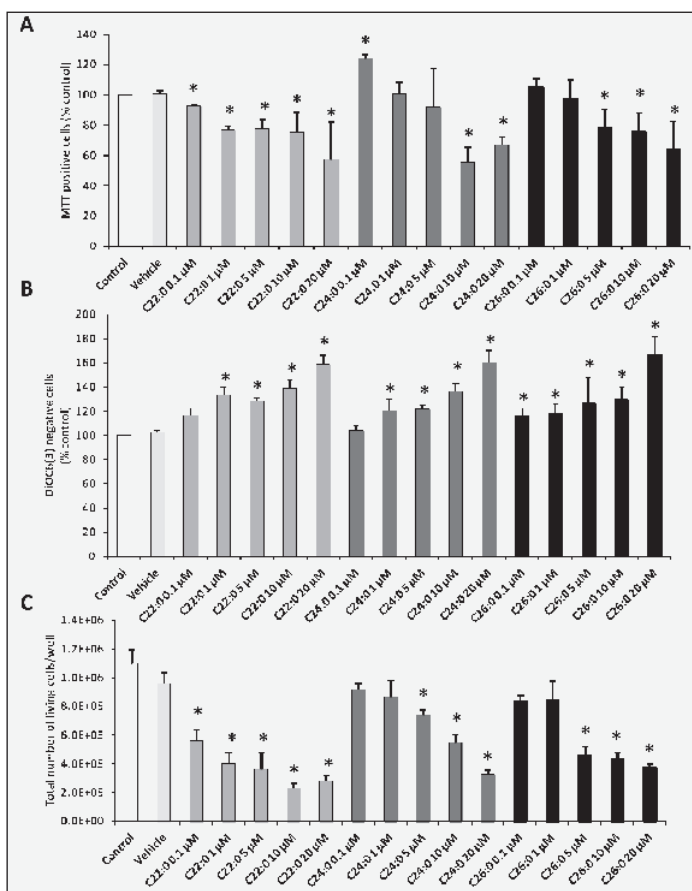 A
MTT positive cells (% control)
140
120
100
80
60
40
20
0
* * * * * * * * * * *
Control
Vehicle
C22:0 0.1 µM
C22:0 1 µM
C22:0 5 µM
C22:0 10 µM
C22:0 20 µM
C24:0 0.1 µM
C24:0 1 µM
C24:0 5 µM
C24:0 10 µM
C24:0 20 µM
C26:0 0.1 µM
C26:0 1 µM
C26:0 5 µM
C26:0 10 µM
C26:0 20 µM
B
DiOC6(3) negative cells
(% control)
200
180
160
140
120
100
80
60
40
20
0
* * * * * * * * * * * * *
Control
Vehicle
C22:0 0.1 µM
C22:0 1 µM
C22:0 5 µM
C22:0 10 µM
C22:0 20 µM
C24:0 0.1 µM
C24:0 1 µM
C24:0 5 µM
C24:0 10 µM
C24:0 20 µM
C26:0 0.1 µM
C26:0 1 µM
C26:0 5 µM
C26:0 10 µM
C26:0 20 µM
C
Total number of living cells/well
1.4E+06
1.2E+06
1.0E+06
8.0E+05
6.0E+05
4.0E+05
2.0E+05
0.0E+00
* * * * * * * * * * *
Control
Vehicle
C22:0 0.1 µM
C22:0 1 µM
C22:0 5 µM
C22:0 10 µM
C22:0 20 µM
C24:0 0.1 µM
C24:0 1 µM
C24:0 5 µM
C24:0 10 µM
C24:0 20 µM
C26:0 0.1 µM
C26:0 1 µM
C26:0 5 µM
C26:0 10 µM
C26:0 20 µM